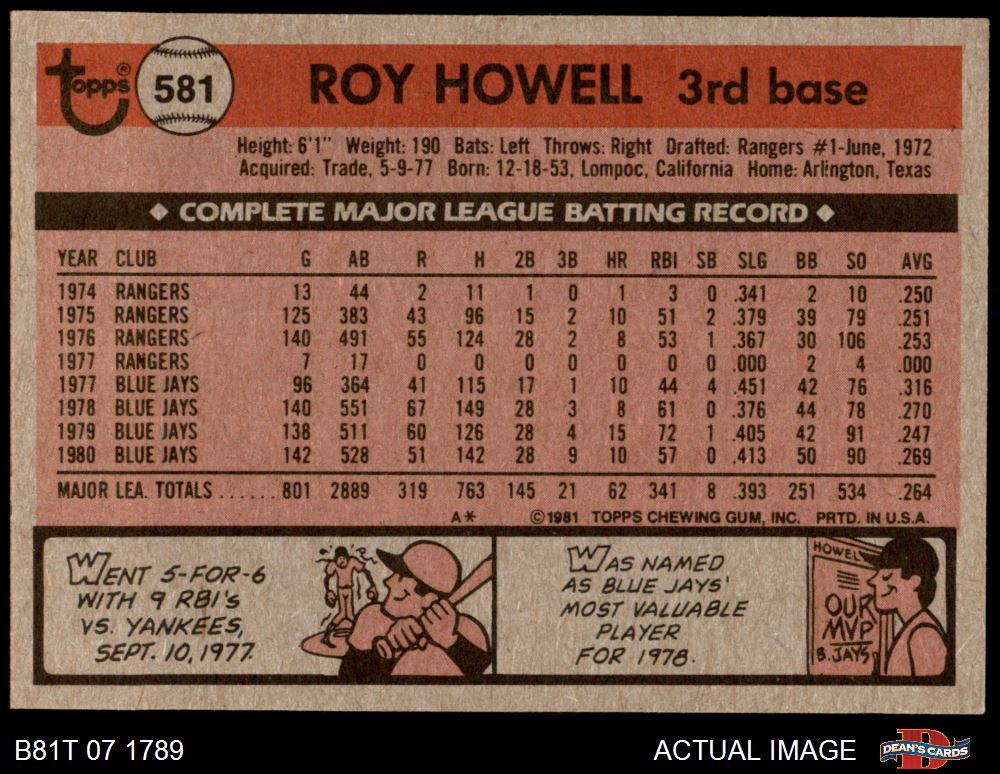 topps®
581
ROY HOWELL 3rd base
Height: 6'1" Weight: 190 Bats: Left Throws: Right Drafted: Rangers #1-June, 1972
Acquired: Trade, 5-9-77 Born: 12-18-53, Lompoc, California Home: Arlington, Texas
◆ COMPLETE MAJOR LEAGUE BATTING RECORD ◆
YEAR CLUB G AB R H 2B 3B HR RBI SB SLG BB SO AVG
1974 RANGERS 13 44 2 11 1 0 1 3 0 .341 2 10 .250
1975 RANGERS 125 383 43 96 15 2 10 51 2 .379 39 79 .251
1976 RANGERS 140 491 55 124 28 2 8 53 1 .367 30 106 .253
1977 RANGERS 7 17 0 0 0 0 0 0 0 .000 2 4 .000
1977 BLUE JAYS 96 364 41 115 17 1 10 44 4 .451 42 76 .316
1978 BLUE JAYS 140 551 67 149 28 3 8 61 0 .376 44 78 .270
1979 BLUE JAYS 138 511 60 126 28 4 15 72 1 .405 42 91 .247
1980 BLUE JAYS 142 528 51 142 28 9 10 57 0 .413 50 90 .269
MAJOR LEA. TOTALS ...... 801 2889 319 763 145 21 62 341 8 .393 251 534 .264
A* ©1981 TOPPS CHEWING GUM, INC. PRTD. IN U.S.A.
WENT 5-FOR-6
WITH 9 RBI'S
VS. YANKEES,
SEPT. 10, 1977.
WAS NAMED
AS BLUE JAYS'
MOST VALUABLE
PLAYER
FOR 1978.
HOWEL
OUR
MVP
B. JAYS
B81T 07 1789
ACTUAL IMAGE
DEAN'S CARDS